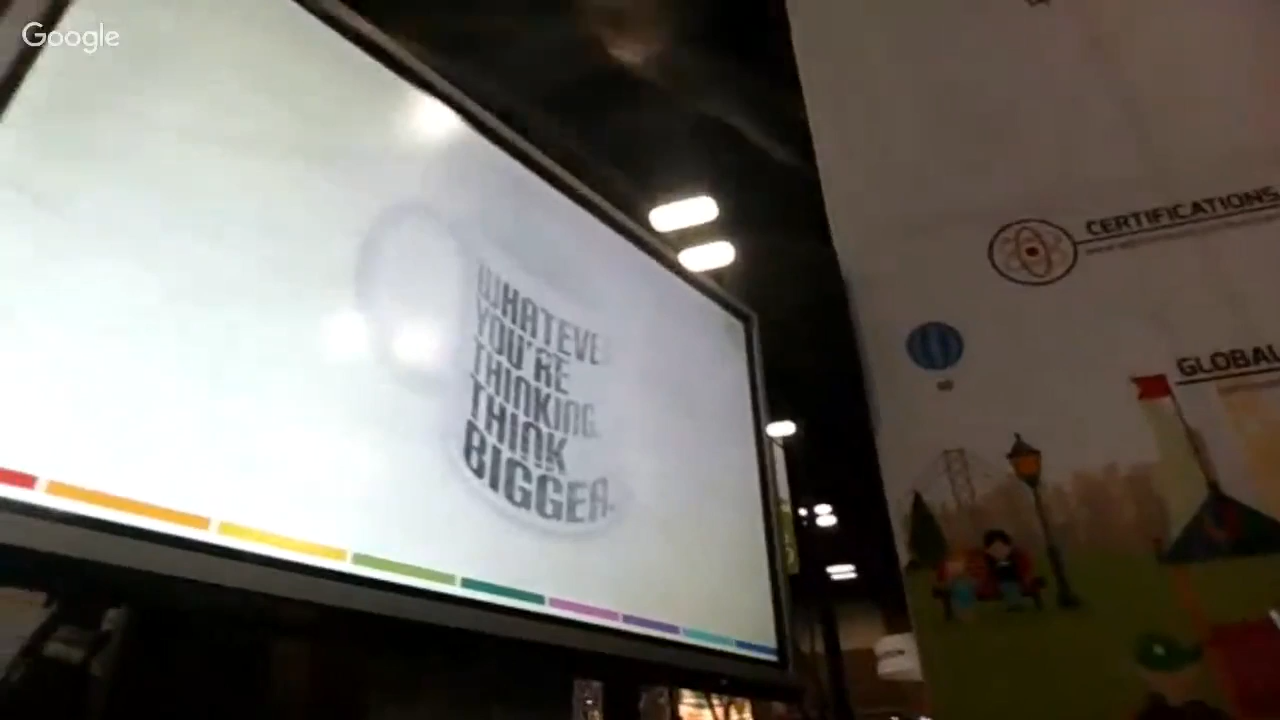 Google
WHATEVER
YOU'RE
THINKING,
THINK
BIGGER.
CERTIFICATIONS
GLOBAL